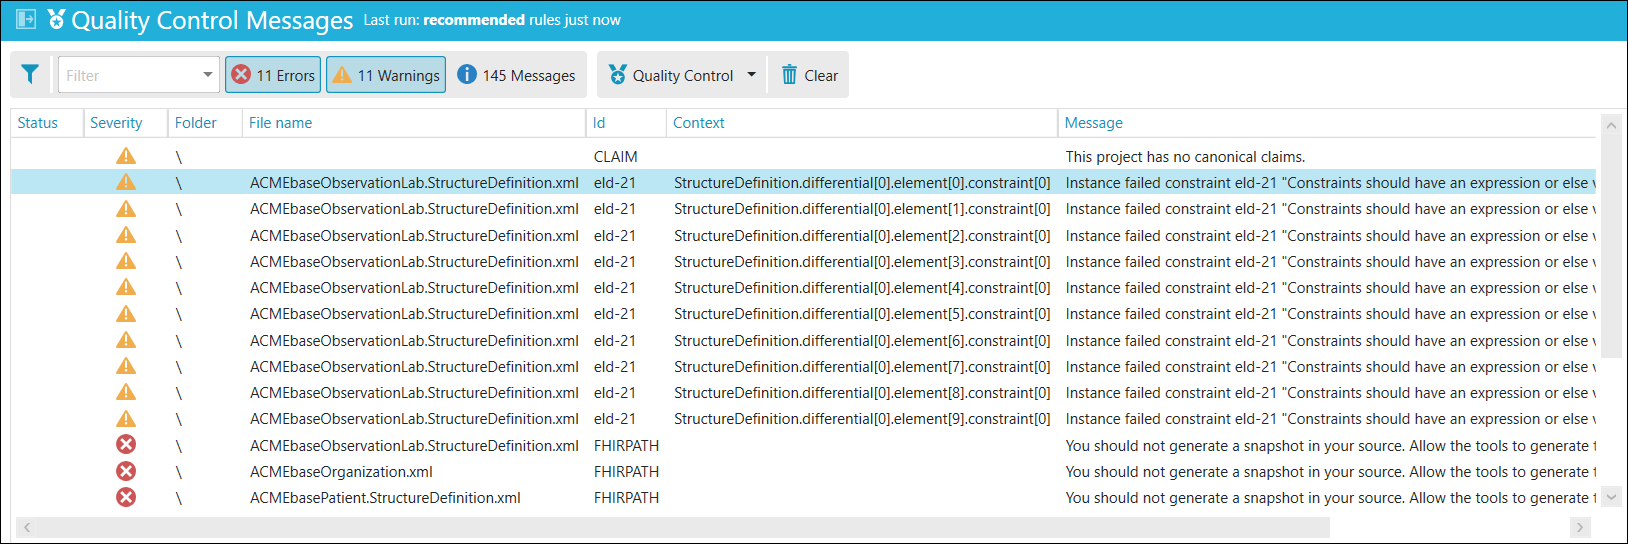 Quality Control Messages Last run: recommended rules just now
Filter 11 Errors 11 Warnings 145 Messages Quality Control Clear
Status Severity Folder File name Id Context Message
\ CLAIM This project has no canonical claims.
\ ACMEbaseObservationLab.StructureDefinition.xml eld-21 StructureDefinition.differential[0].element[0].constraint[0] Instance failed constraint eld-21 "Constraints should have an expression or else v
\ ACMEbaseObservationLab.StructureDefinition.xml eld-21 StructureDefinition.differential[0].element[1].constraint[0] Instance failed constraint eld-21 "Constraints should have an expression or else v
\ ACMEbaseObservationLab.StructureDefinition.xml eld-21 StructureDefinition.differential[0].element[2].constraint[0] Instance failed constraint eld-21 "Constraints should have an expression or else v
\ ACMEbaseObservationLab.StructureDefinition.xml eld-21 StructureDefinition.differential[0].element[3].constraint[0] Instance failed constraint eld-21 "Constraints should have an expression or else v
\ ACMEbaseObservationLab.StructureDefinition.xml eld-21 StructureDefinition.differential[0].element[4].constraint[0] Instance failed constraint eld-21 "Constraints should have an expression or else v
\ ACMEbaseObservationLab.StructureDefinition.xml eld-21 StructureDefinition.differential[0].element[5].constraint[0] Instance failed constraint eld-21 "Constraints should have an expression or else v
\ ACMEbaseObservationLab.StructureDefinition.xml eld-21 StructureDefinition.differential[0].element[6].constraint[0] Instance failed constraint eld-21 "Constraints should have an expression or else v
\ ACMEbaseObservationLab.StructureDefinition.xml eld-21 StructureDefinition.differential[0].element[7].constraint[0] Instance failed constraint eld-21 "Constraints should have an expression or else v
\ ACMEbaseObservationLab.StructureDefinition.xml eld-21 StructureDefinition.differential[0].element[8].constraint[0] Instance failed constraint eld-21 "Constraints should have an expression or else v
\ ACMEbaseObservationLab.StructureDefinition.xml eld-21 StructureDefinition.differential[0].element[9].constraint[0] Instance failed constraint eld-21 "Constraints should have an expression or else v
\ ACMEbaseObservationLab.StructureDefinition.xml FHIRPATH You should not generate a snapshot in your source. Allow the tools to generate t
\ ACMEbaseOrganization.xml FHIRPATH You should not generate a snapshot in your source. Allow the tools to generate t
\ ACMEbasePatient.StructureDefinition.xml FHIRPATH You should not generate a snapshot in your source. Allow the tools to generate t